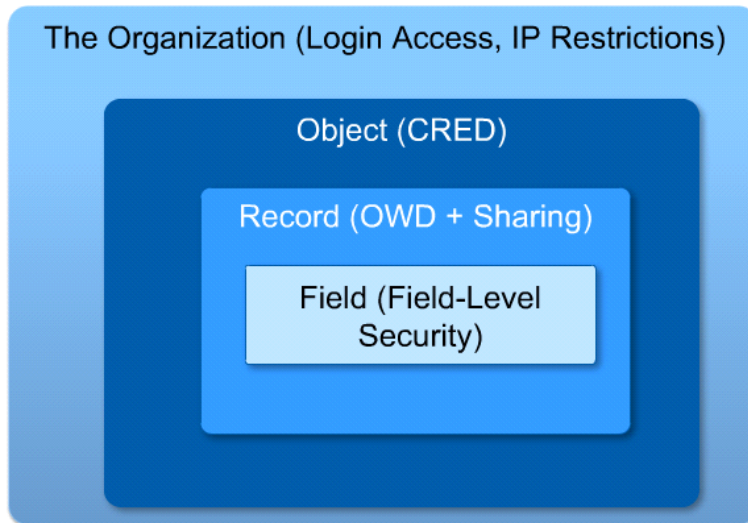 The Organization (Login Access, IP Restrictions)
Object (CRED)
Record (OWD + Sharing)
Field (Field-Level
Security)